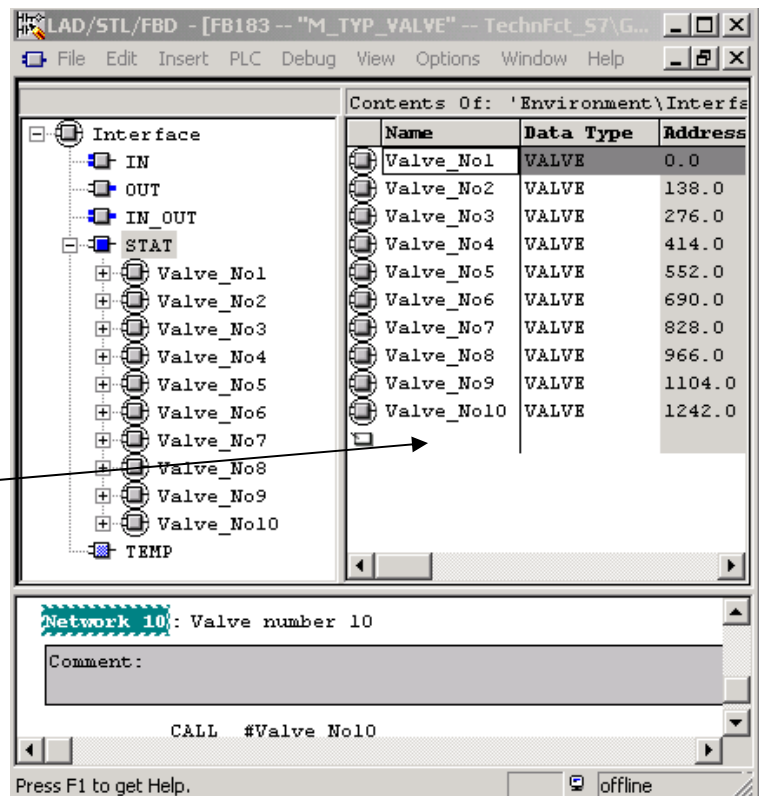 LAD/STL/FBD - [FB183 -- "M_TYP_VALVE" -- TechnFct_S7\G...
File Edit Insert PLC Debug View Options Window Help
Contents Of: 'Environment\Interfa
Interface
IN
OUT
IN_OUT
STAT
Valve_No1
Valve_No2
Valve_No3
Valve_No4
Valve_No5
Valve_No6
Valve_No7
Valve_No8
Valve_No9
Valve_No10
TEMP
Name Data Type Address
Valve_No1 VALVE 0.0
Valve_No2 VALVE 138.0
Valve_No3 VALVE 276.0
Valve_No4 VALVE 414.0
Valve_No5 VALVE 552.0
Valve_No6 VALVE 690.0
Valve_No7 VALVE 828.0
Valve_No8 VALVE 966.0
Valve_No9 VALVE 1104.0
Valve_No10 VALVE 1242.0
Network 10: Valve number 10
Comment:
CALL #Valve_No10
Press F1 to get Help.
offline